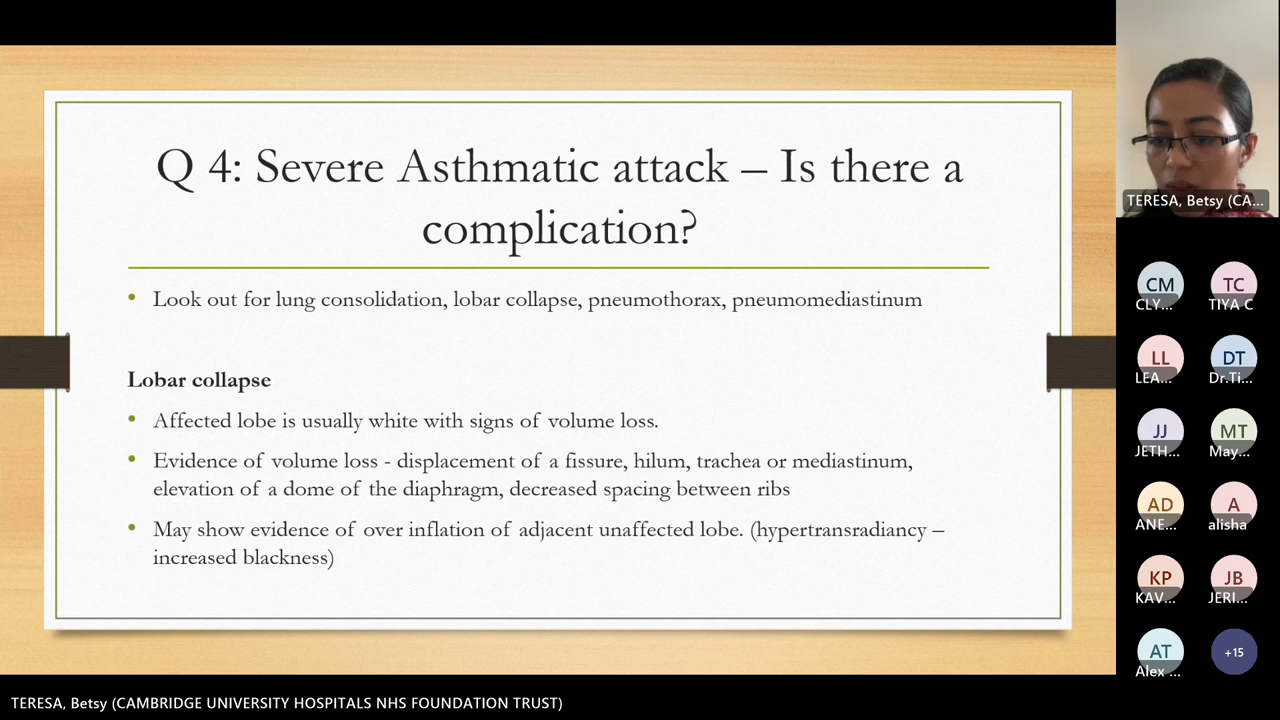 Q 4: Severe Asthmatic attack – Is there a
complication?
• Look out for lung consolidation, lobar collapse, pneumothorax, pneumomediastinum
Lobar collapse
• Affected lobe is usually white with signs of volume loss.
• Evidence of volume loss - displacement of a fissure, hilum, trachea or mediastinum,
elevation of a dome of the diaphragm, decreased spacing between ribs
• May show evidence of over inflation of adjacent unaffected lobe. (hypertransradiancy –
increased blackness)
TERESA, Betsy (CA...
CM TC
CLY... TIYA C
LL DT
LEA... Dr.Ti...
JJ MT
JETH... May...
AD A
ANE... alisha
KP JB
KAV... JERI...
AT +15
Alex ...
TERESA, Betsy (CAMBRIDGE UNIVERSITY HOSPITALS NHS FOUNDATION TRUST)